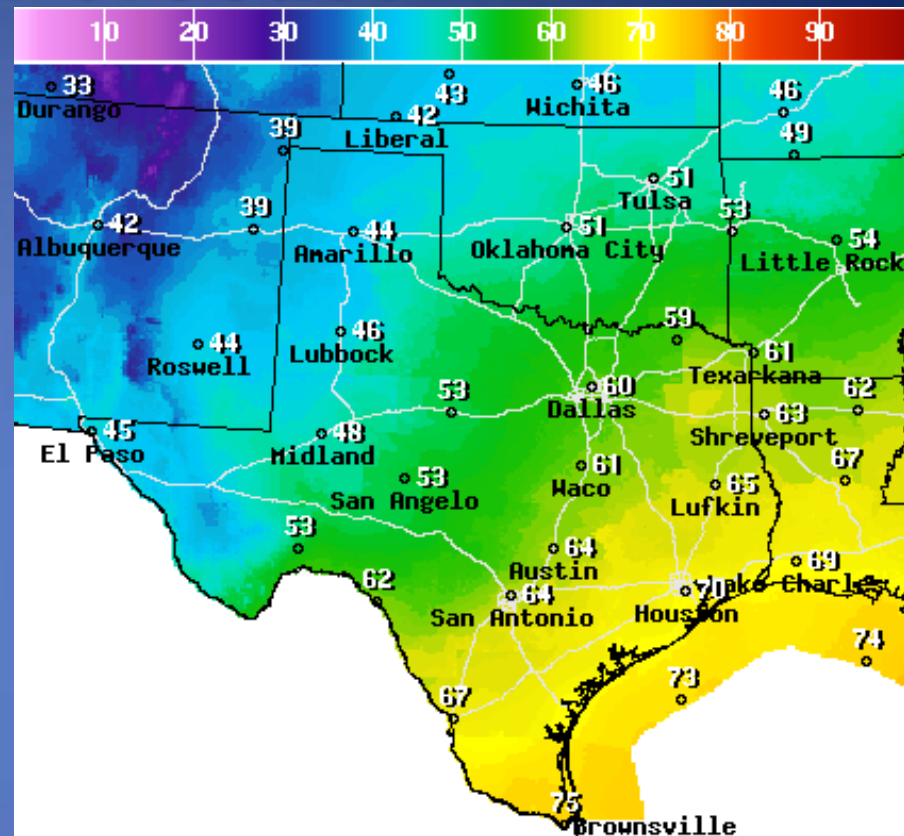 10 20 30 40 50 60 70 80 90
43
33 46 46
Durango Wichita
42
Liberal
39 49
51
Tulsa
39 53
42 44 51 54
Albuquerque Amarillo Oklahoma City Little Rock
59
46
44 Lubbock 61
Roswell Texarkana
60 62
53 Dallas 63
45 48 Shreveport
El Paso Midland
61 67
53 Waco 65
San Angelo Lufkin
53 64 69
Austin Lake Charles
62 64 70
San Antonio Houston
74
73
67
75
Brownsville